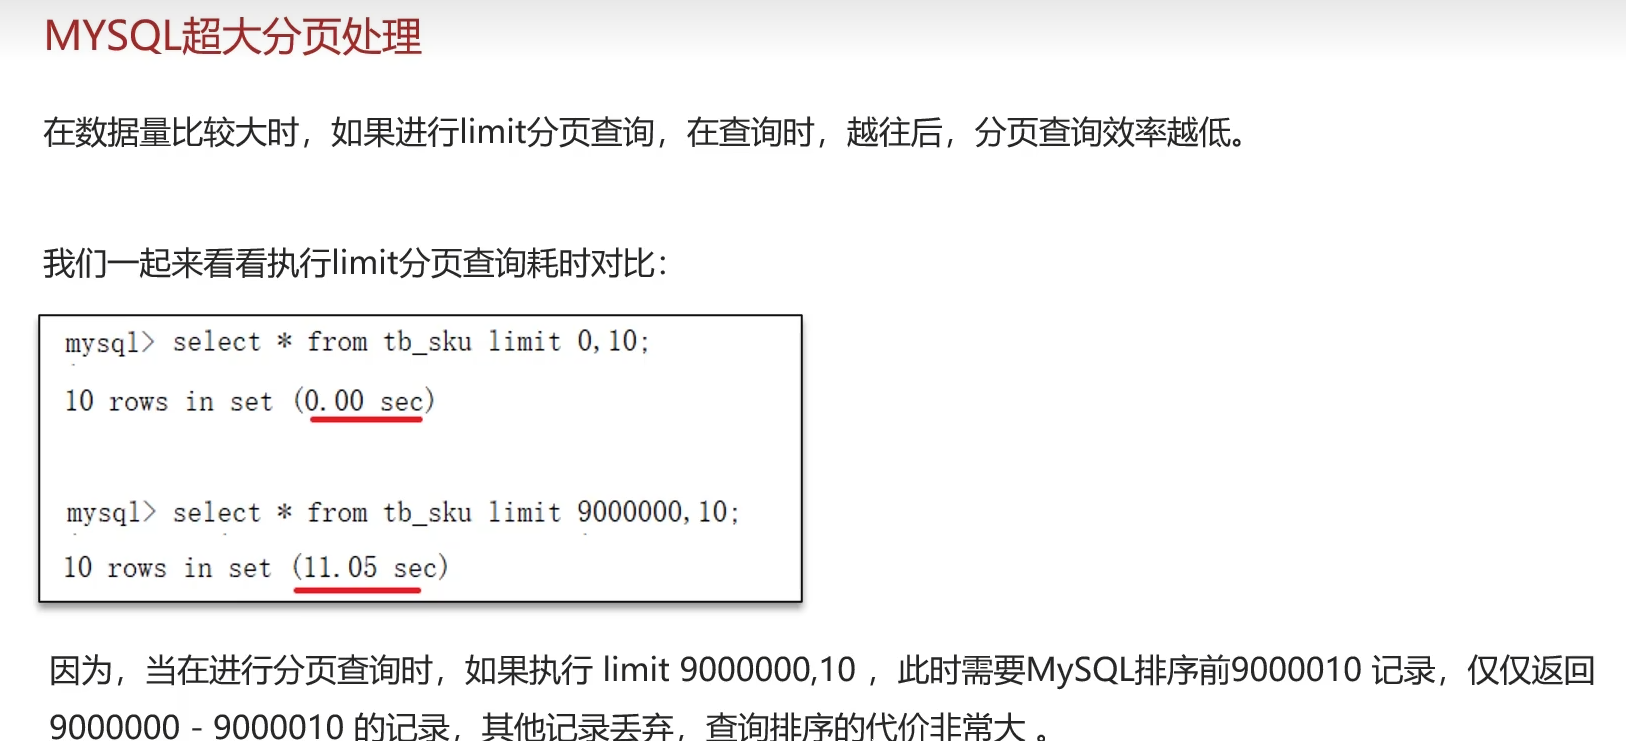 MYSQL超大分页处理
在数据量比较大时，如果进行limit分页查询，在查询时，越往后，分页查询效率越低。
我们一起来看看执行limit分页查询耗时对比：
mysql> select * from tb_sku limit 0,10;
10 rows in set (0.00 sec)
mysql> select * from tb_sku limit 9000000,10;
10 rows in set (11.05 sec)
因为，当在进行分页查询时，如果执行 limit 9000000,10 ，此时需要MySQL排序前9000010 记录，仅仅返回
9000000 - 9000010 的记录，其他记录丢弃，查询排序的代价非常大 。